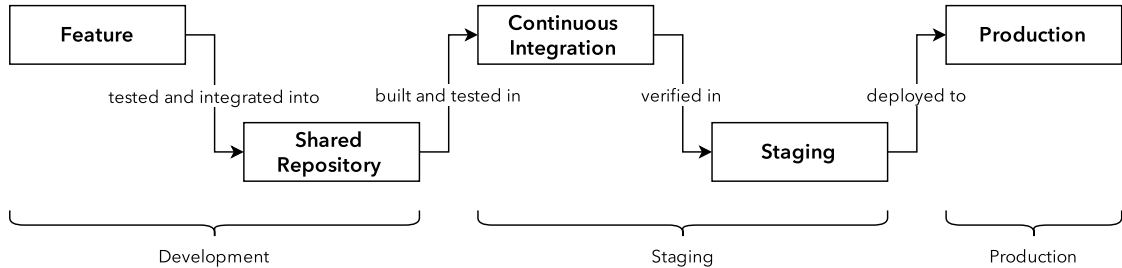 Feature
tested and integrated into
Shared
Repository
built and tested in
Continuous
Integration
verified in
Staging
deployed to
Production
Development
Staging
Production